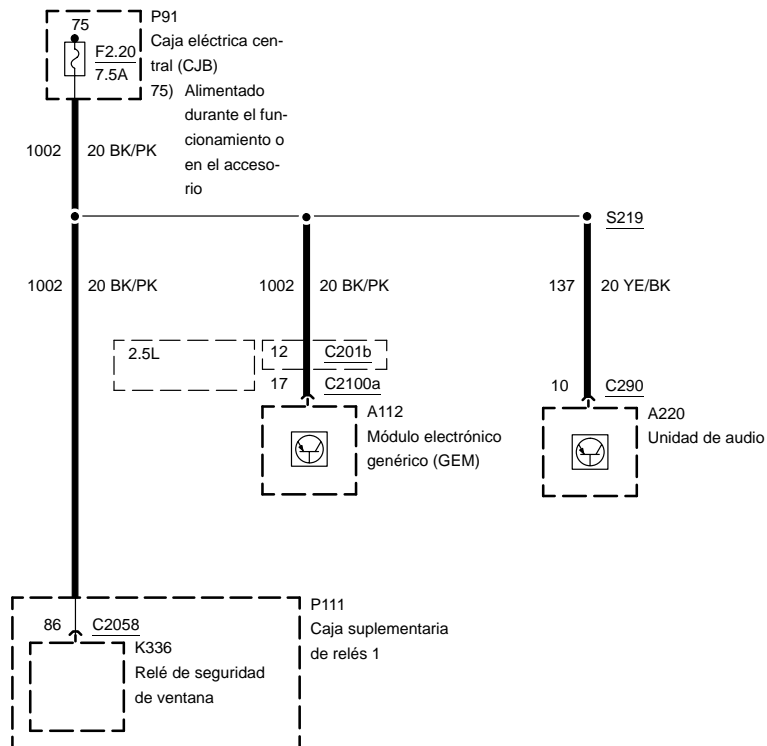 75
P91
F2.20
7.5A
Caja eléctrica cen-
tral (CJB)
75) Alimentado
durante el fun-
cionamiento o
en el acceso-
rio
1002 20 BK/PK
S219
1002 20 BK/PK
1002 20 BK/PK
137 20 YE/BK
2.5L
12 C201b
17 C2100a
10 C290
A112
Módulo electrónico
genérico (GEM)
A220
Unidad de audio
P111
Caja suplementaria
de relés 1
86 C2058
K336
Relé de seguridad
de ventana